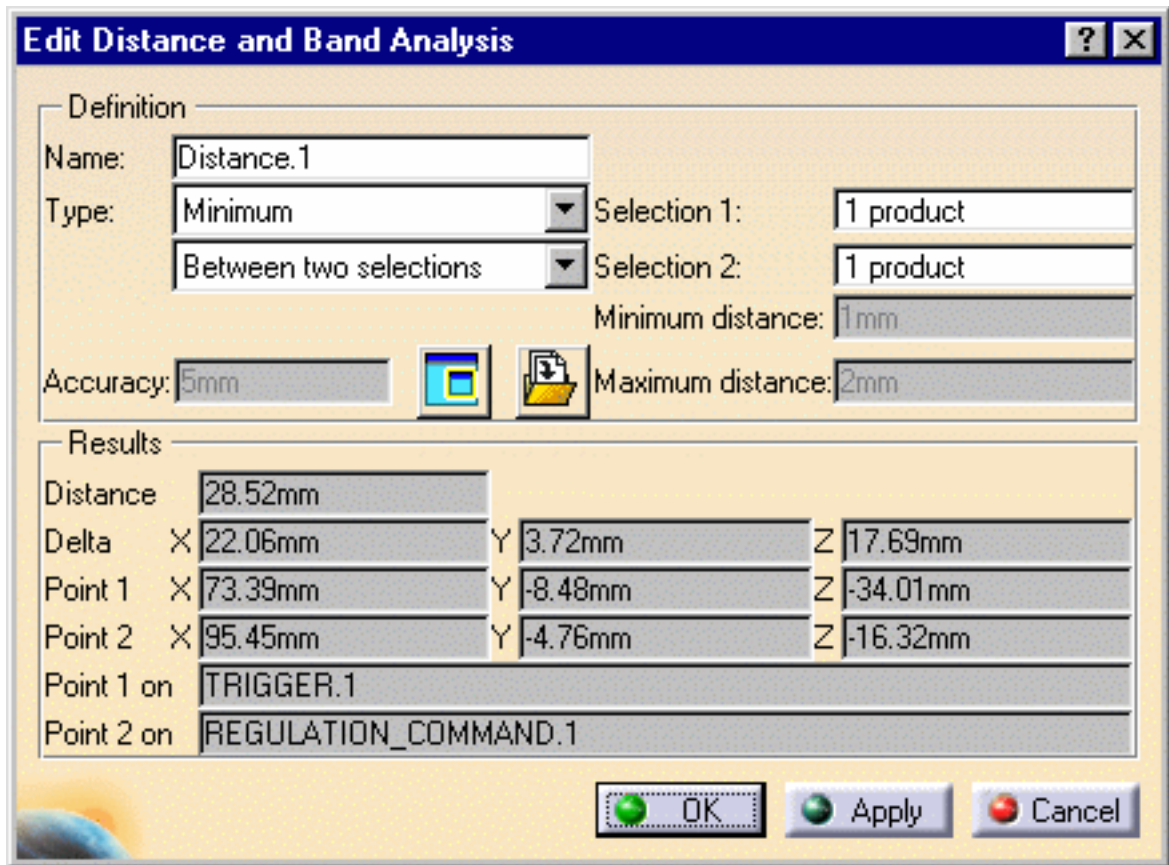 Edit Distance and Band Analysis ?
Definition
Name: Distance.1
Type: Minimum Selection 1: 1 product
Between two selections Selection 2: 1 product
Minimum distance: 1mm
Accuracy: 5mm Maximum distance: 2mm
Results
Distance 28.52mm
Delta X 22.06mm Y 3.72mm Z 17.69mm
Point 1 X 73.39mm Y -8.48mm Z -34.01mm
Point 2 X 95.45mm Y -4.76mm Z -16.32mm
Point 1 on TRIGGER.1
Point 2 on REGULATION_COMMAND.1
OK Apply Cancel